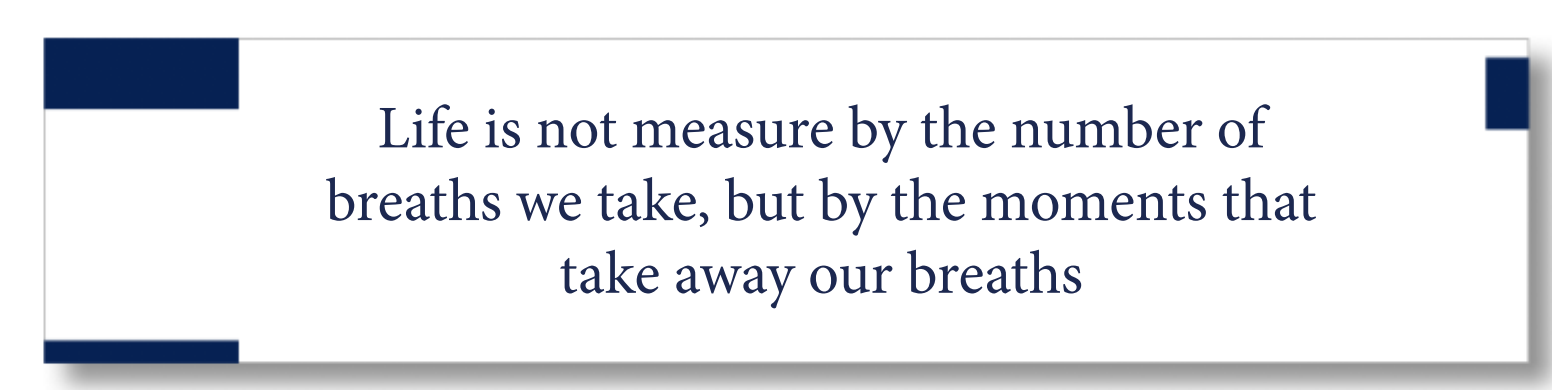 Life is not measure by the number of
breaths we take, but by the moments that
take away our breaths